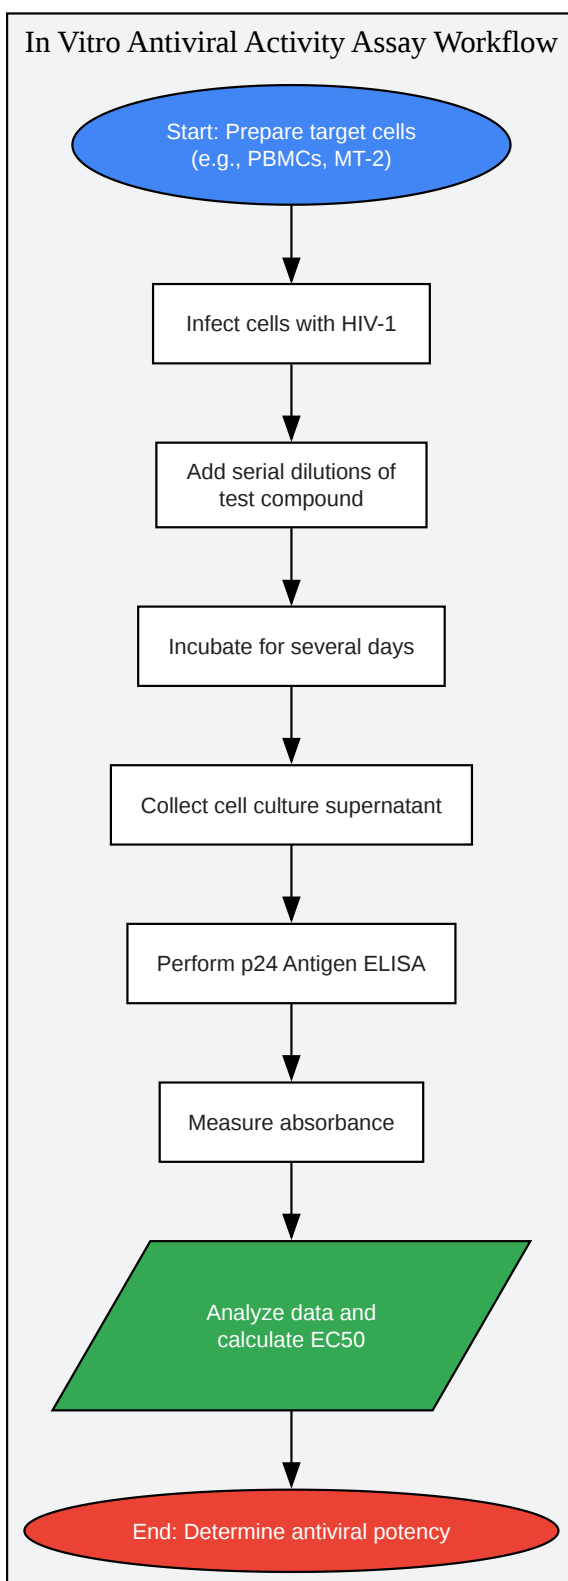 In Vitro Antiviral Activity Assay Workflow
Start: Prepare target cells
(e.g., PBMCs, MT-2)
Infect cells with HIV-1
Add serial dilutions of
test compound
Incubate for several days
Collect cell culture supernatant
Perform p24 Antigen ELISA
Measure absorbance
Analyze data and
calculate EC50
End: Determine antiviral potency